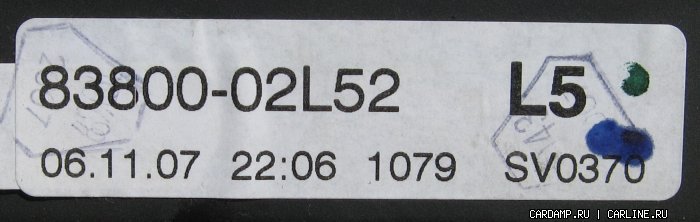 83800-02L52 L5
06.11.07 22:06 1079 SV0370
CARDAMP.RU | CARLINE.RU